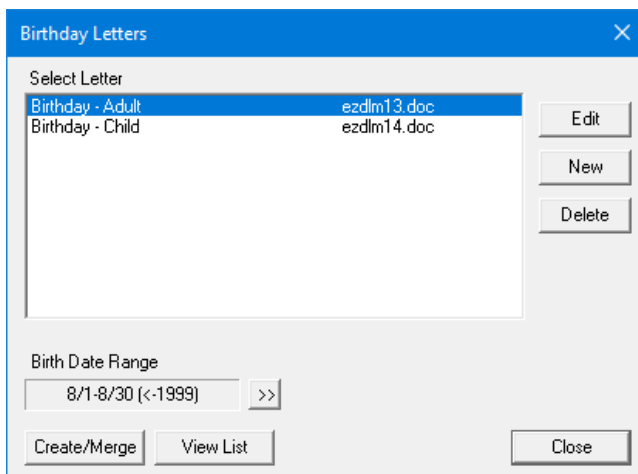 Birthday Letters
Select Letter
Birthday - Adult ezdlm13.doc
Birthday - Child ezdlm14.doc
Edit
New
Delete
Birth Date Range
8/1-8/30 (<-1999) >>
Create/Merge View List Close